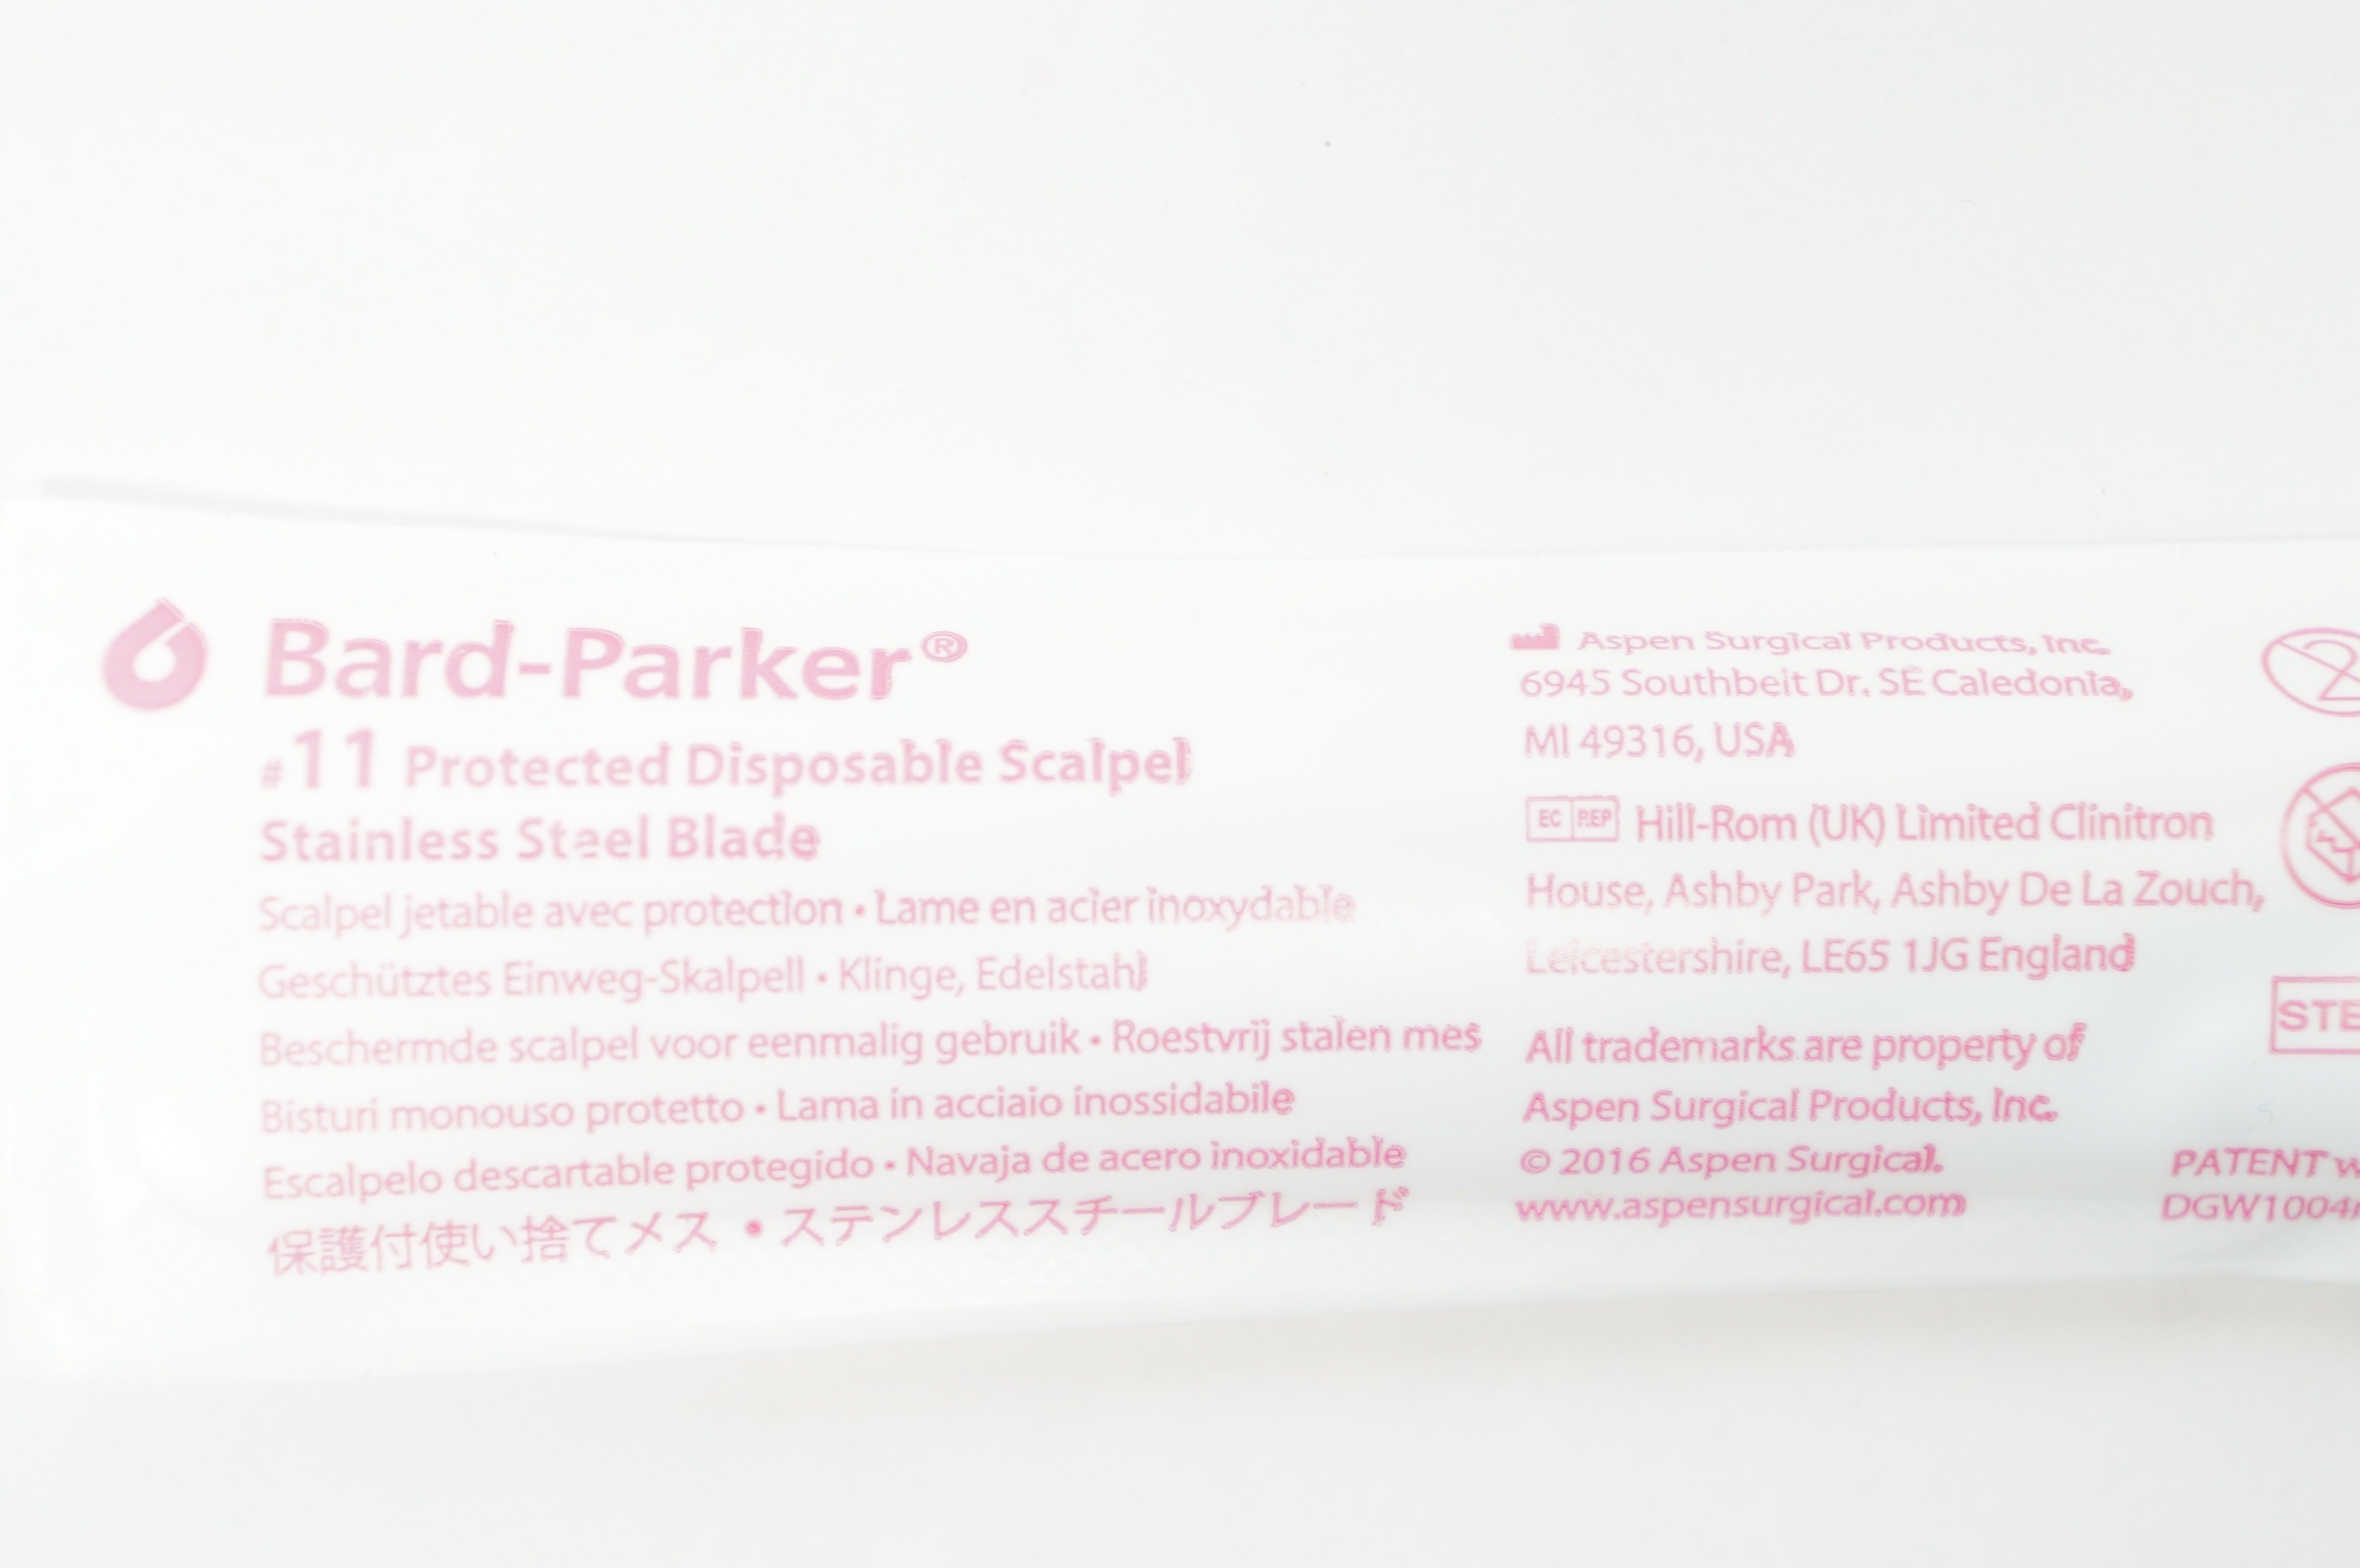 Bard-Parker®
#11 Protected Disposable Scalpel
Stainless Steel Blade
Scalpel jetable avec protection • Lame en acier inoxydable
Geschütztes Einweg-Skalpell • Klinge, Edelstahl
Beschermde scalpel voor eenmalig gebruik • Roestvrij stalen mes
Bisturi monouso protetto • Lama in acciaio inossidabile
Escalpelo descartable protegido • Navaja de acero inoxidable
保護付使い捨てメス • ステンレススチールブレード
Aspen Surgical Products, Inc.
6945 Southbelt Dr. SE Caledonia,
MI 49316, USA
EC REP Hill-Rom (UK) Limited Clinitron
House, Ashby Park, Ashby De La Zouch,
Leicestershire, LE65 1JG England
All trademarks are property of
Aspen Surgical Products, Inc.
© 2016 Aspen Surgical.
www.aspensurgical.com
2
STE
PATENT w
DGW1004